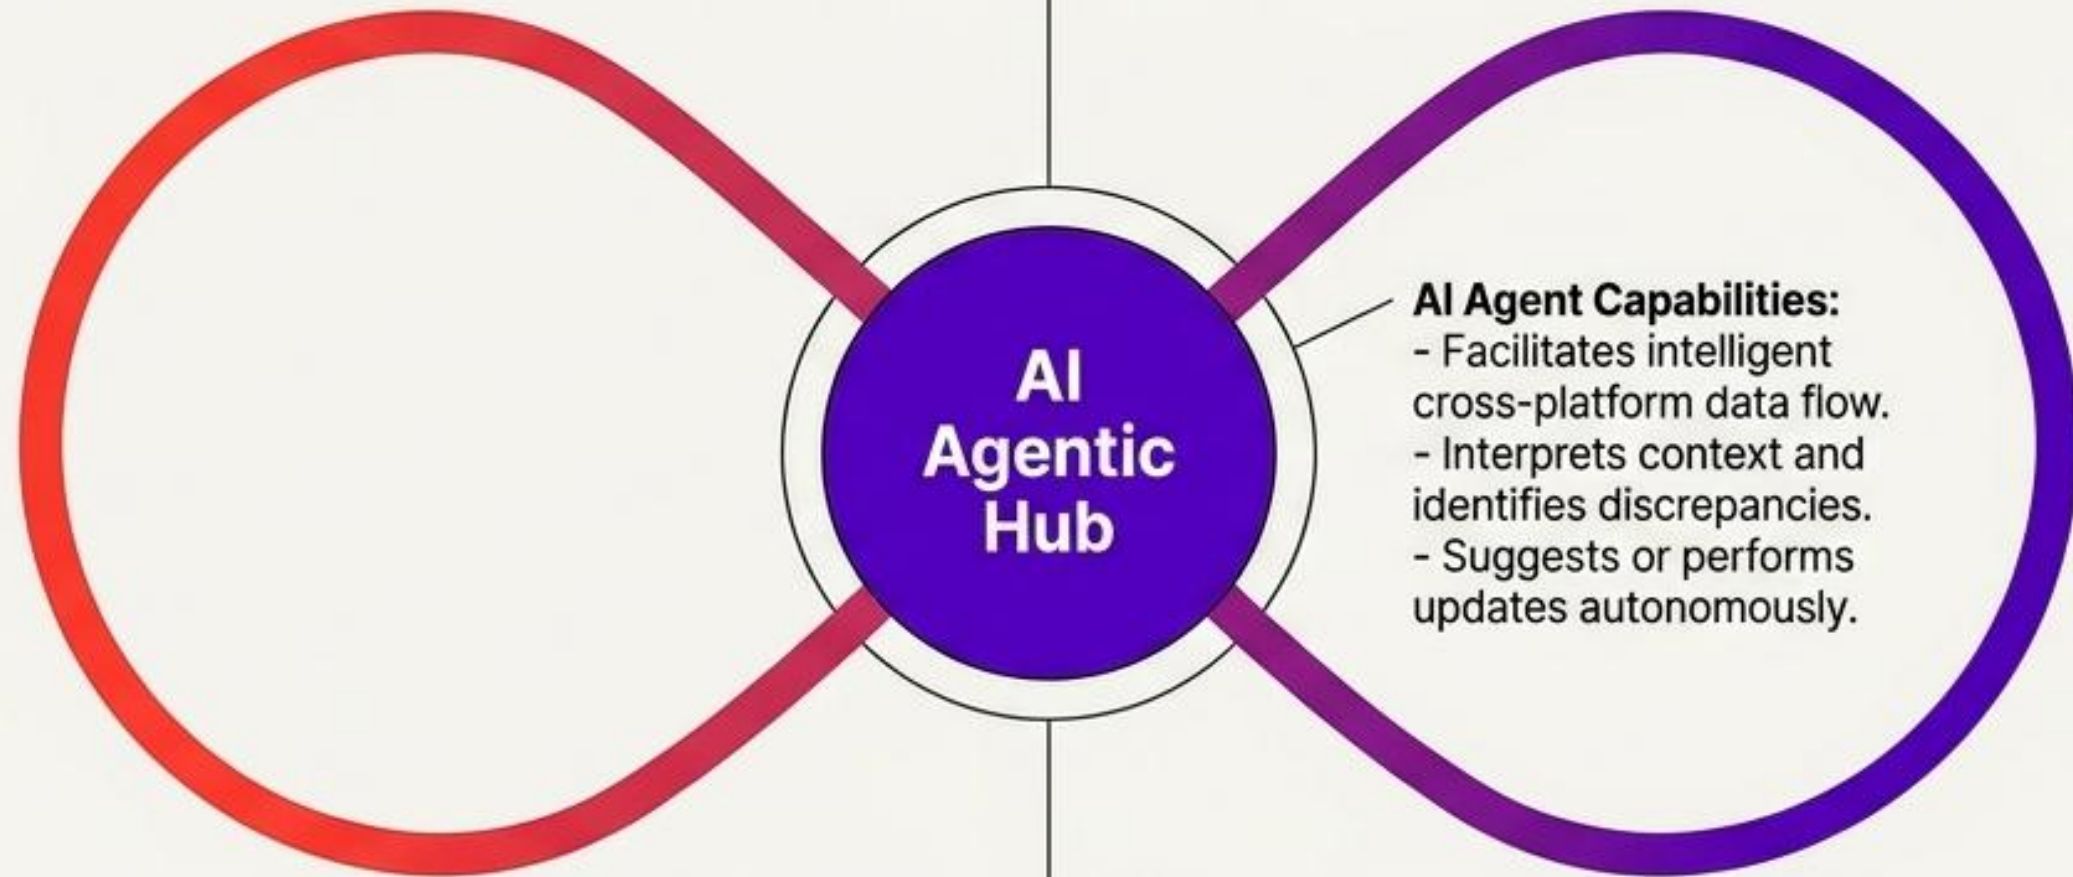 AI
Agentic
Hub
AI Agent Capabilities:
- Facilitates intelligent
cross-platform data flow.
- Interprets context and
identifies discrepancies.
- Suggests or performs
updates autonomously.